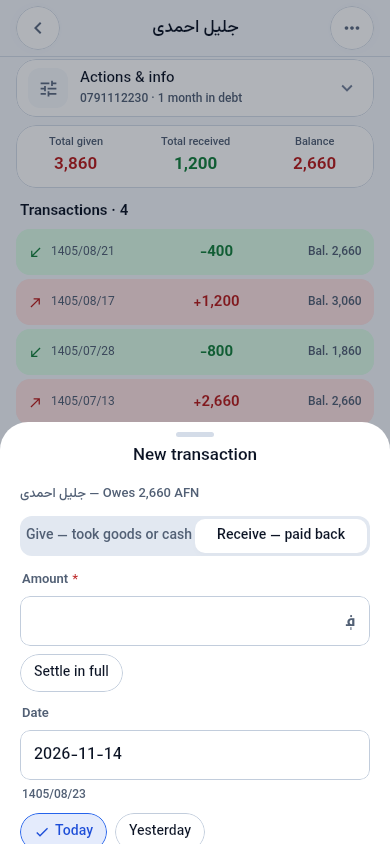 جلیل احمدی
Actions & info
0791112230 · 1 month in debt
Total given Total received Balance
3,860 1,200 2,660
Transactions · 4
1405/08/21 -400 Bal. 2,660
1405/08/17 +1,200 Bal. 3,060
1405/07/28 -800 Bal. 1,860
1405/07/13 +2,660 Bal. 2,660
New transaction
جلیل احمدی — Owes 2,660 AFN
Give — took goods or cash Receive — paid back
Amount *
؋
Settle in full
Date
2026-11-14
1405/08/23
Today Yesterday